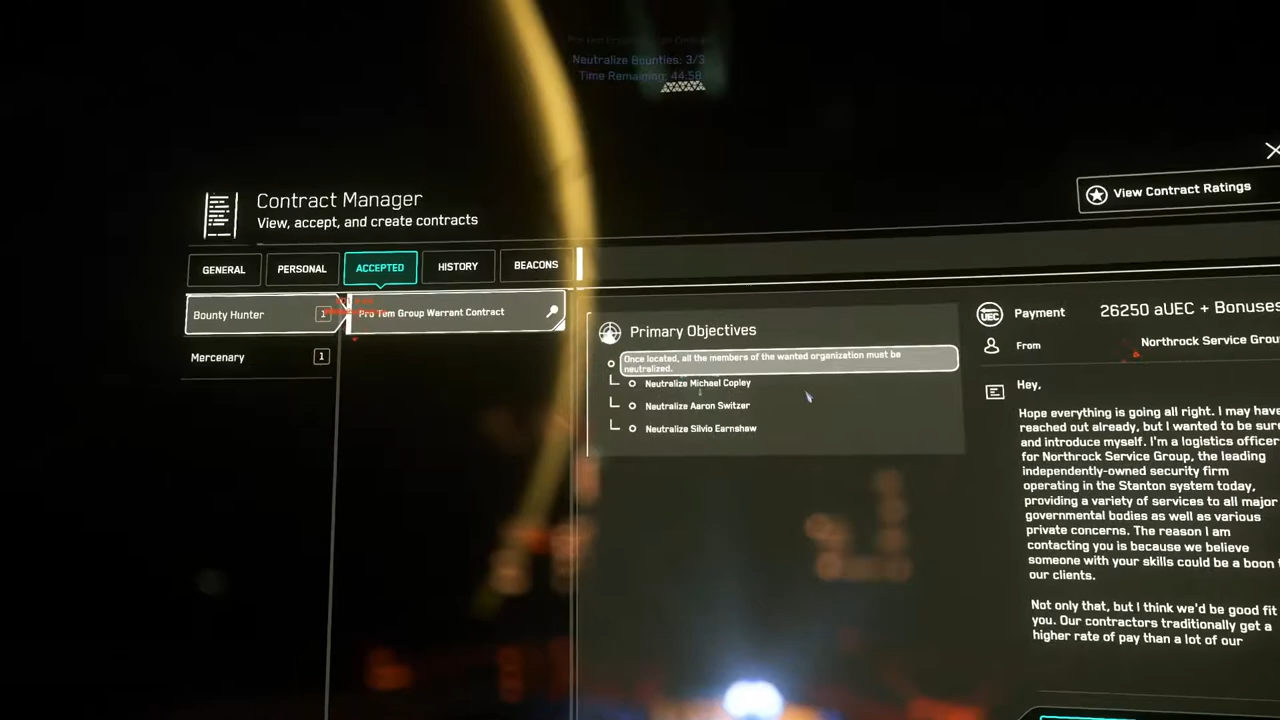 Neutralize Bounties: 3/3
Time Remaining: 44:58
View Contract Ratings
Contract Manager
View, accept, and create contracts
GENERAL
PERSONAL
ACCEPTED
HISTORY
BEACONS
Bounty Hunter 1
Pro Tem Group Warrant Contract
Mercenary 1
Primary Objectives
Once located, all the members of the wanted organization must be
neutralized.
Neutralize Michael Copley
Neutralize Aaron Switzer
Neutralize Silvio Earnshaw
UEC
Payment
26250 aUEC + Bonuses
From
Northrock Service Grou
Hey,
Hope everything is going all right. I may have
reached out already, but I wanted to be sure
and introduce myself. I'm a logistics officer
for Northrock Service Group, the leading
independently-owned security firm
operating in the Stanton system today,
providing a variety of services to all major
governmental bodies as well as various
private concerns. The reason I am
contacting you is because we believe
someone with your skills could be a boon t
our clients.
Not only that, but I think we'd be good fit
you. Our contractors traditionally get a
higher rate of pay than a lot of our